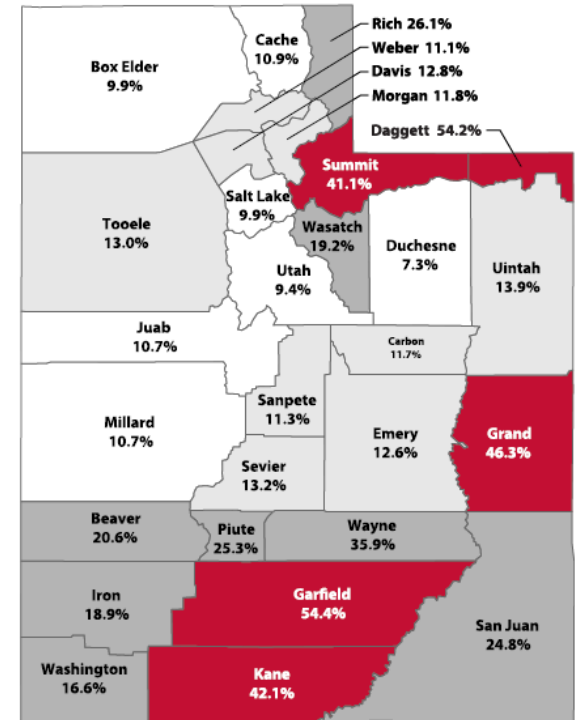 Rich 26.1%
Weber 11.1%
Davis 12.8%
Morgan 11.8%
Daggett 54.2%
Cache
10.9%
Box Elder
9.9%
Summit
41.1%
Salt Lake
9.9%
Tooele
13.0%
Wasatch
19.2%
Duchesne
7.3%
Uintah
13.9%
Utah
9.4%
Juab
10.7%
Carbon
11.7%
Sanpete
11.3%
Millard
10.7%
Emery
12.6%
Grand
46.3%
Sevier
13.2%
Beaver
20.6%
Piute
25.3%
Wayne
35.9%
Iron
18.9%
Garfield
54.4%
San Juan
24.8%
Washington
16.6%
Kane
42.1%